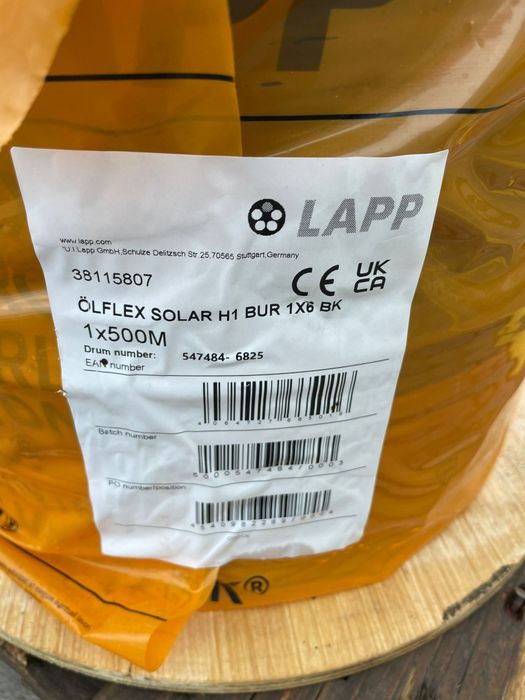 LAPP
www.lapp.com
U.I.Lapp GmbH,Schulze Delitzsch Str 25,70565 Stuttgart,Germany
38115807
CE UK CA
ÖLFLEX SOLAR H1 BUR 1X6 BK
1x500M
Drum number: 547484- 6825
EAN number
Batch number
500054748470003
PO number/position
K®